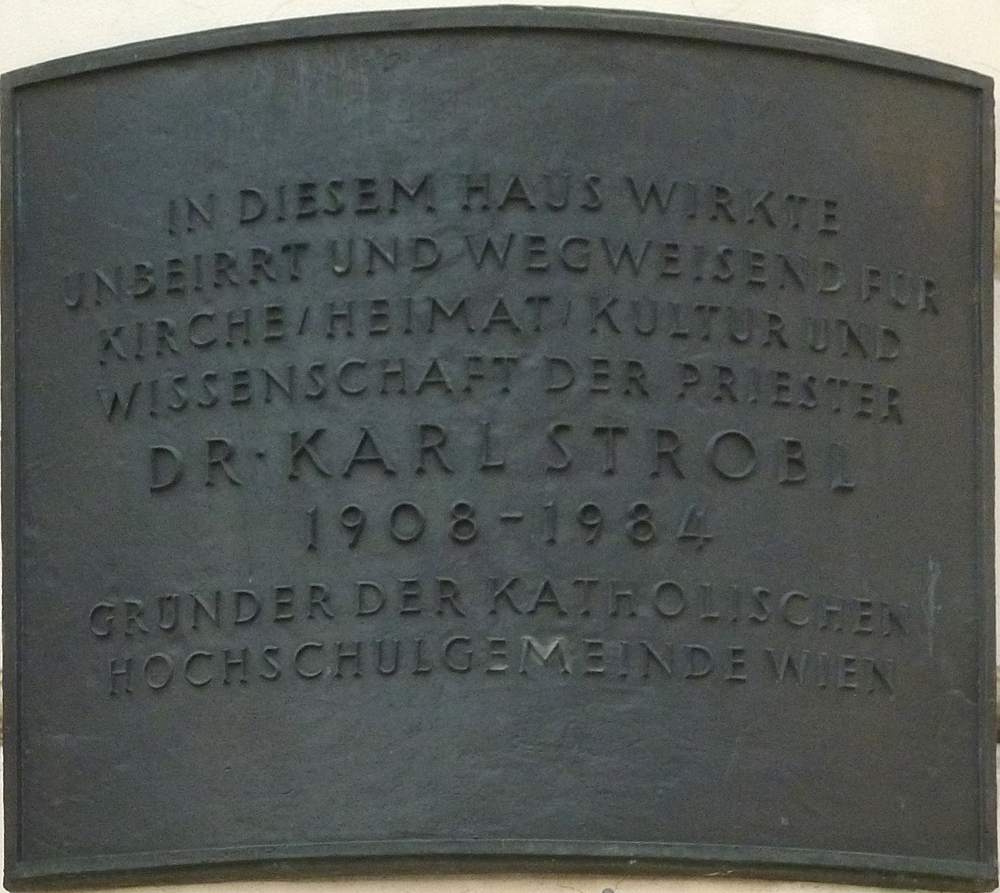 IN DIESEM HAUS WIRKTE
UNBEIRRT UND WEGWEISEND FÜR
KIRCHE/HEIMAT/KULTUR UND
WISSENSCHAFT DER PRIESTER
DR·KARL STROBL
1908-1984
GRÜNDER DER KATHOLISCHEN
HOCHSCHULGEMEINDE WIEN